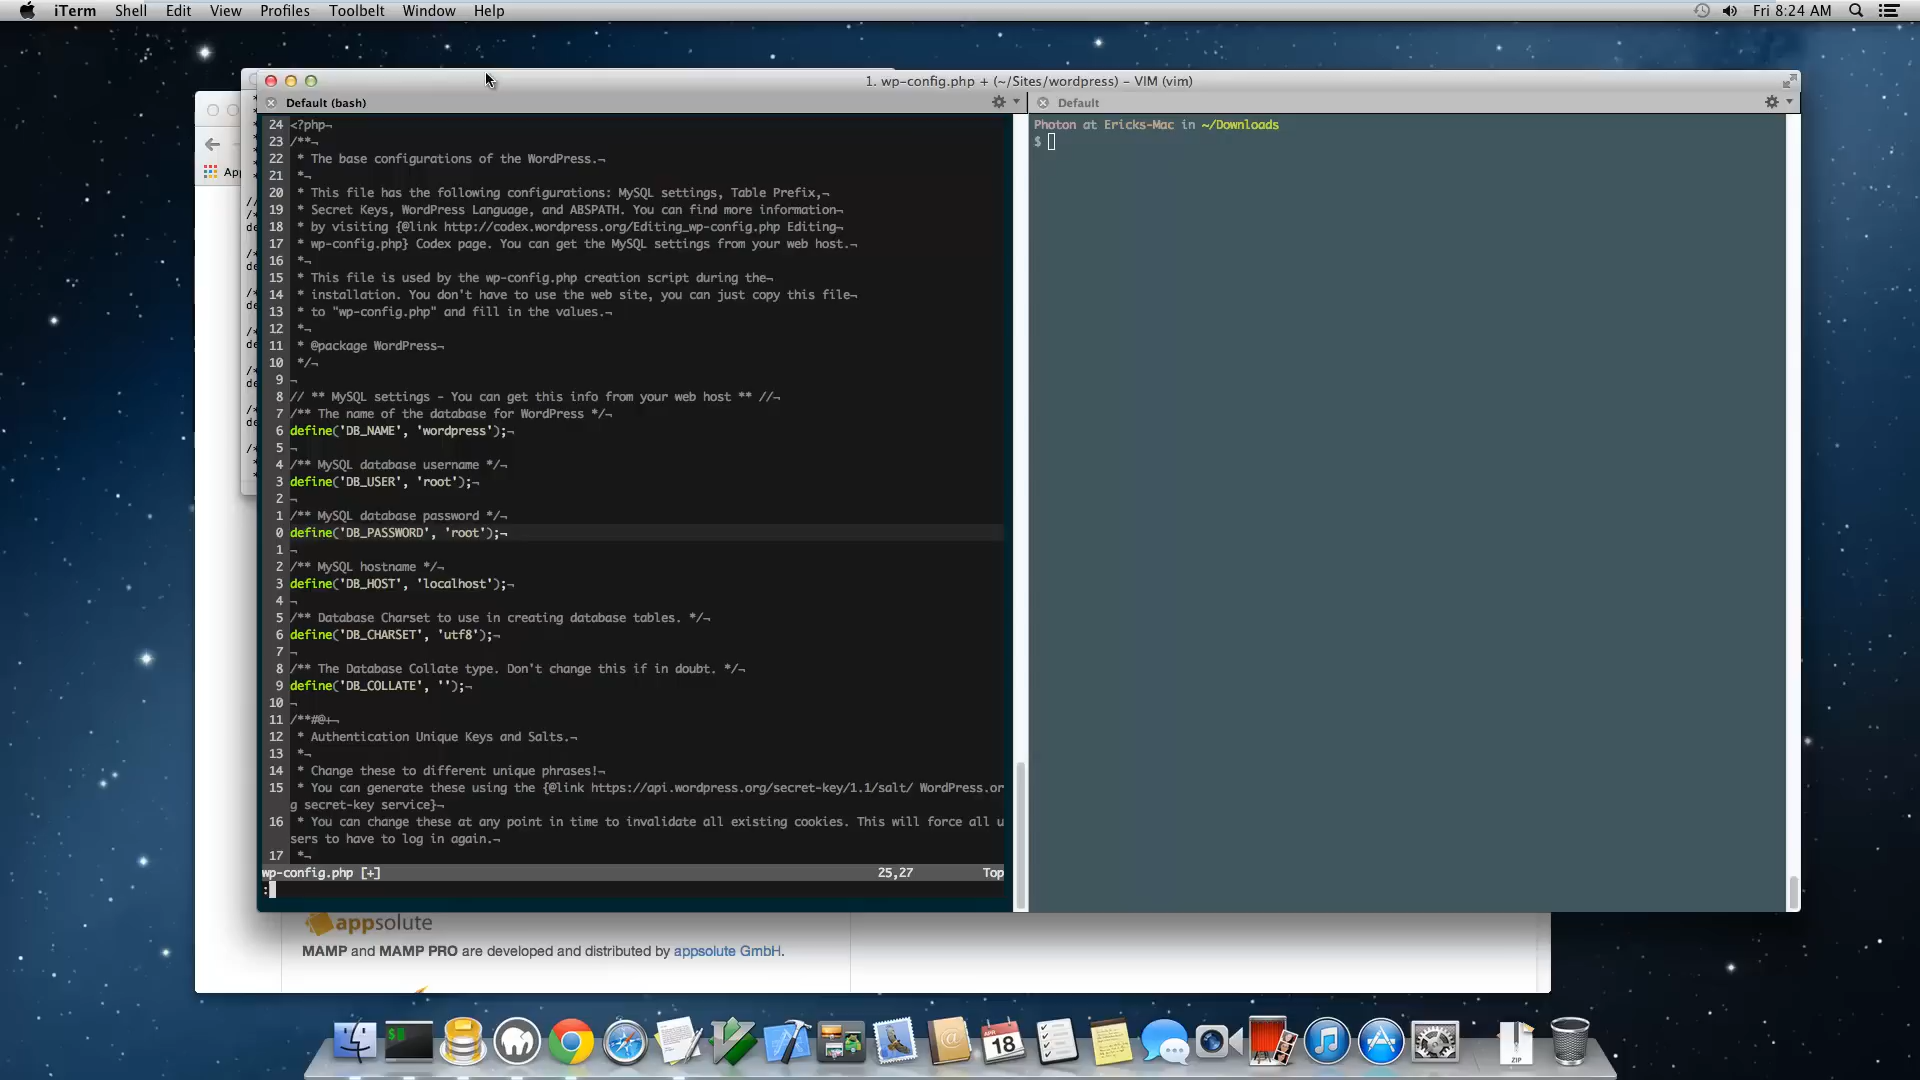 iTerm Shell Edit View Profiles Toolbelt Window Help Fri 8:24 AM
1. wp-config.php + (~/Sites/wordpress) – VIM (vim)
Default (bash)
Default
App
24 <?php¬
23 /**¬
22  * The base configurations of the WordPress.¬
21  *¬
20  * This file has the following configurations: MySQL settings, Table Prefix,¬
19  * Secret Keys, WordPress Language, and ABSPATH. You can find more information¬
18  * by visiting {@link http://codex.wordpress.org/Editing_wp-config.php Editing¬
17  * wp-config.php} Codex page. You can get the MySQL settings from your web host.¬
16  *¬
15  * This file is used by the wp-config.php creation script during the¬
14  * installation. You don't have to use the web site, you can just copy this file¬
13  * to "wp-config.php" and fill in the values.¬
12  *¬
11  * @package WordPress¬
10  */¬
9 ¬
8 // ** MySQL settings - You can get this info from your web host ** //¬
7 /** The name of the database for WordPress */¬
6 define('DB_NAME', 'wordpress');¬
5 ¬
4 /** MySQL database username */¬
3 define('DB_USER', 'root');¬
2 ¬
1 /** MySQL database password */¬
0 define('DB_PASSWORD', 'root');¬
1 ¬
2 /** MySQL hostname */¬
3 define('DB_HOST', 'localhost');¬
4 ¬
5 /** Database Charset to use in creating database tables. */¬
6 define('DB_CHARSET', 'utf8');¬
7 ¬
8 /** The Database Collate type. Don't change this if in doubt. */¬
9 define('DB_COLLATE', '');¬
10 ¬
11 /**#@+¬
12  * Authentication Unique Keys and Salts.¬
13  *¬
14  * Change these to different unique phrases!¬
15  * You can generate these using the {@link https://api.wordpress.org/secret-key/1.1/salt/ WordPress.or
g secret-key service}¬
16  * You can change these at any point in time to invalidate all existing cookies. This will force all u
sers to have to log in again.¬
17  *¬
wp-config.php [+] 25,27 Top
:
Photon at Ericks-Mac in ~/Downloads
$
appsolute
MAMP and MAMP PRO are developed and distributed by appsolute GmbH.
APR
18
ZIP